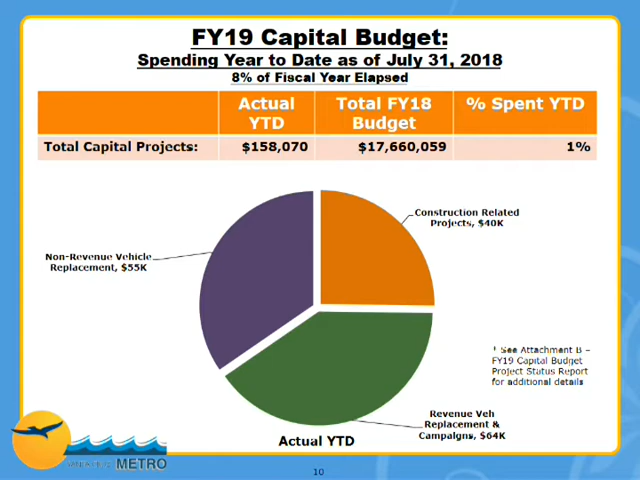 FY19 Capital Budget:
Spending Year to Date as of July 31, 2018
8% of Fiscal Year Elapsed
Actual YTD
Total FY18 Budget
% Spent YTD
Total Capital Projects: $158,070 $17,660,059 1%
Construction Related
Projects, $40K
Non-Revenue Vehicle
Replacement, $55K
See Attachment B –
FY19 Capital Budget
Project Status Report
for additional details
Revenue Veh
Replacement &
Campaigns, $64K
Actual YTD
METRO
10